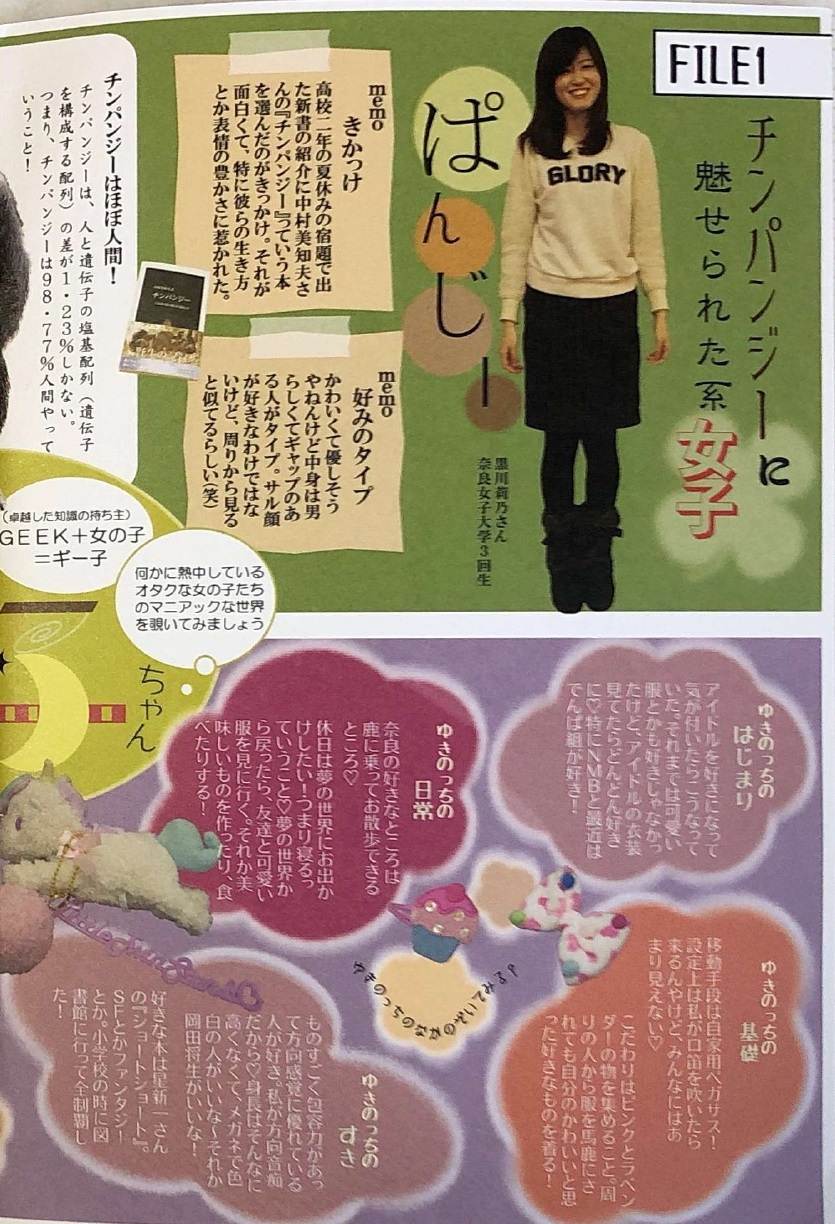 FILE1
チンパンジーに
魅せられた系
女子
GLORY
ぱんじー
黒川莉乃さん
奈良女子大学3回生
memo
きかっけ
高校二年の夏休みの宿題で出
た新書の紹介に中村美知夫さ
んの『チンパンジー』っていう本
を選んだのがきっかけ。それが
面白くて、特に彼らの生き方
とか表情の豊かさに惹かれた。
memo
好みのタイプ
かわいくて優しそう
やねんけど中身は男
らしくてギャップのあ
る人がタイプ。サル顔
が好きなわけではな
いけど、周りから見る
と似てるらしい(笑)
チンパンジー
チンパンジーはほぼ人間！
チンパンジーは、人と遺伝子の塩基配列（遺伝子
を構成する配列）の差が1・23％しかない。
つまり、チンパンジーは98・77％人間やって
いうこと！
(卓越した知識の持ち主)
GEEK＋女の子
＝ギー子
何かに熱中している
オタクな女の子たち
のマニアックな世界
を覗いてみましょう
ちゃん
ゆきのっちの
はじまり
アイドルを好きになって
気が付いたらこうなって
いた。それまでは可愛い
服とかも好きじゃなかっ
たけど、アイドルの衣装
見てたらどんどん好き
に♡特にNMBと最近は
でんぱ組が好き！
ゆきのっちの
日常
奈良の好きなところは
鹿に乗ってお散歩できる
ところ♡
休日は夢の世界にお出か
けしたい！つまり寝るっ
ていうこと♡夢の世界か
ら戻ったら、友達と可愛い
服を見に行く。それか美
味しいものを作ったり、食
べたりする！
ゆきのっちの
基礎
移動手段は自家用ペガサス！
設定上は私が口笛を吹いたら
来るんやけど、みんなにはあ
まり見えない♡
こだわりはピンクとラベン
ダーの物を集めること。周
りの人から服を馬鹿にさ
れても自分のかわいいと思
った好きなものを着る！
ゆきのっちのなかのぞいてみる？
ゆきのっちの
すき
ものすごく包容力があっ
て方向感覚に優れている
人が好き。私が方向音痴
だから♡身長はそんなに
高くなくて、メガネで色
白の人がいいな！それか
岡田将生がいいな！
好きな本は星新一さん
の『ショートショート』。
SFとかファンタジー
とか。小学校の時に図
書館に行って全制覇し
た！